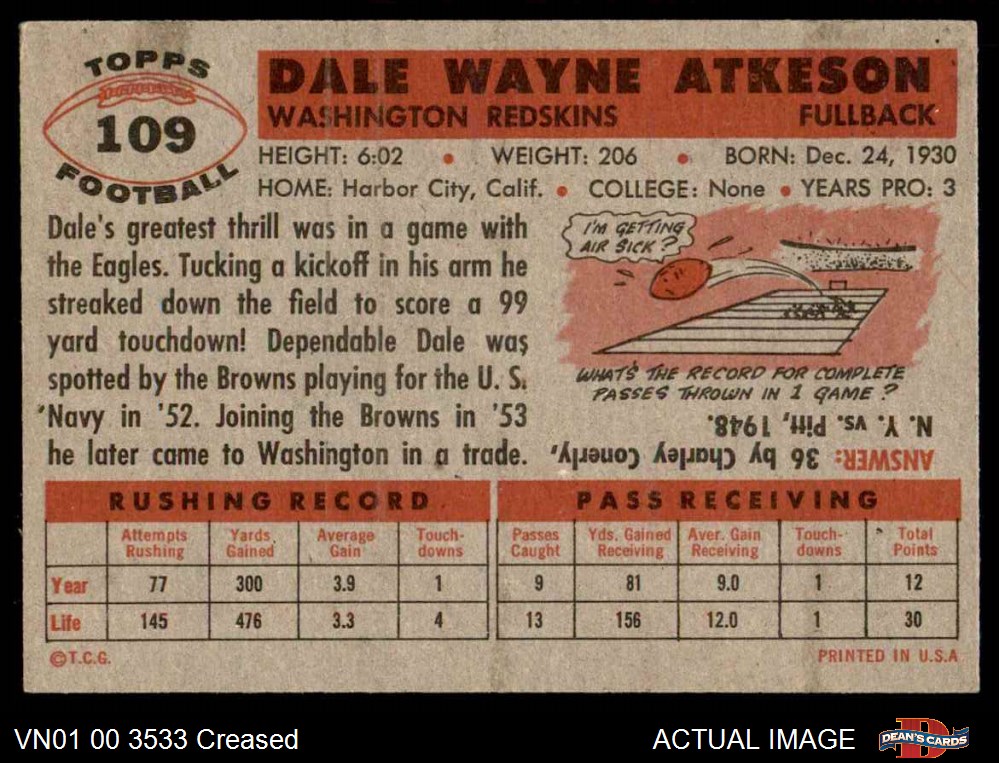 TOPPS
109
FOOTBALL
DALE WAYNE ATKESON
WASHINGTON REDSKINS FULLBACK
HEIGHT: 6:02 • WEIGHT: 206 • BORN: Dec. 24, 1930
HOME: Harbor City, Calif. • COLLEGE: None • YEARS PRO: 3
Dale's greatest thrill was in a game with
the Eagles. Tucking a kickoff in his arm he
streaked down the field to score a 99
yard touchdown! Dependable Dale was
spotted by the Browns playing for the U. S.
Navy in '52. Joining the Browns in '53
he later came to Washington in a trade.
I'M GETTING
AIR SICK?
WHAT'S THE RECORD FOR COMPLETE
PASSES THROWN IN 1 GAME?
ANSWER: 36 by Charley Conerly,
N. Y. vs. Pitt, 1948.
RUSHING RECORD
Attempts Rushing Yards Gained Average Gain Touch-downs
Year 77 300 3.9 1
Life 145 476 3.3 4
PASS RECEIVING
Passes Caught Yds. Gained Receiving Aver. Gain Receiving Touch-downs Total Points
9 81 9.0 1 12
13 156 12.0 1 30
©T.C.G. PRINTED IN U.S.A
VN01 00 3533 Creased ACTUAL IMAGE DEAN'S CARDS